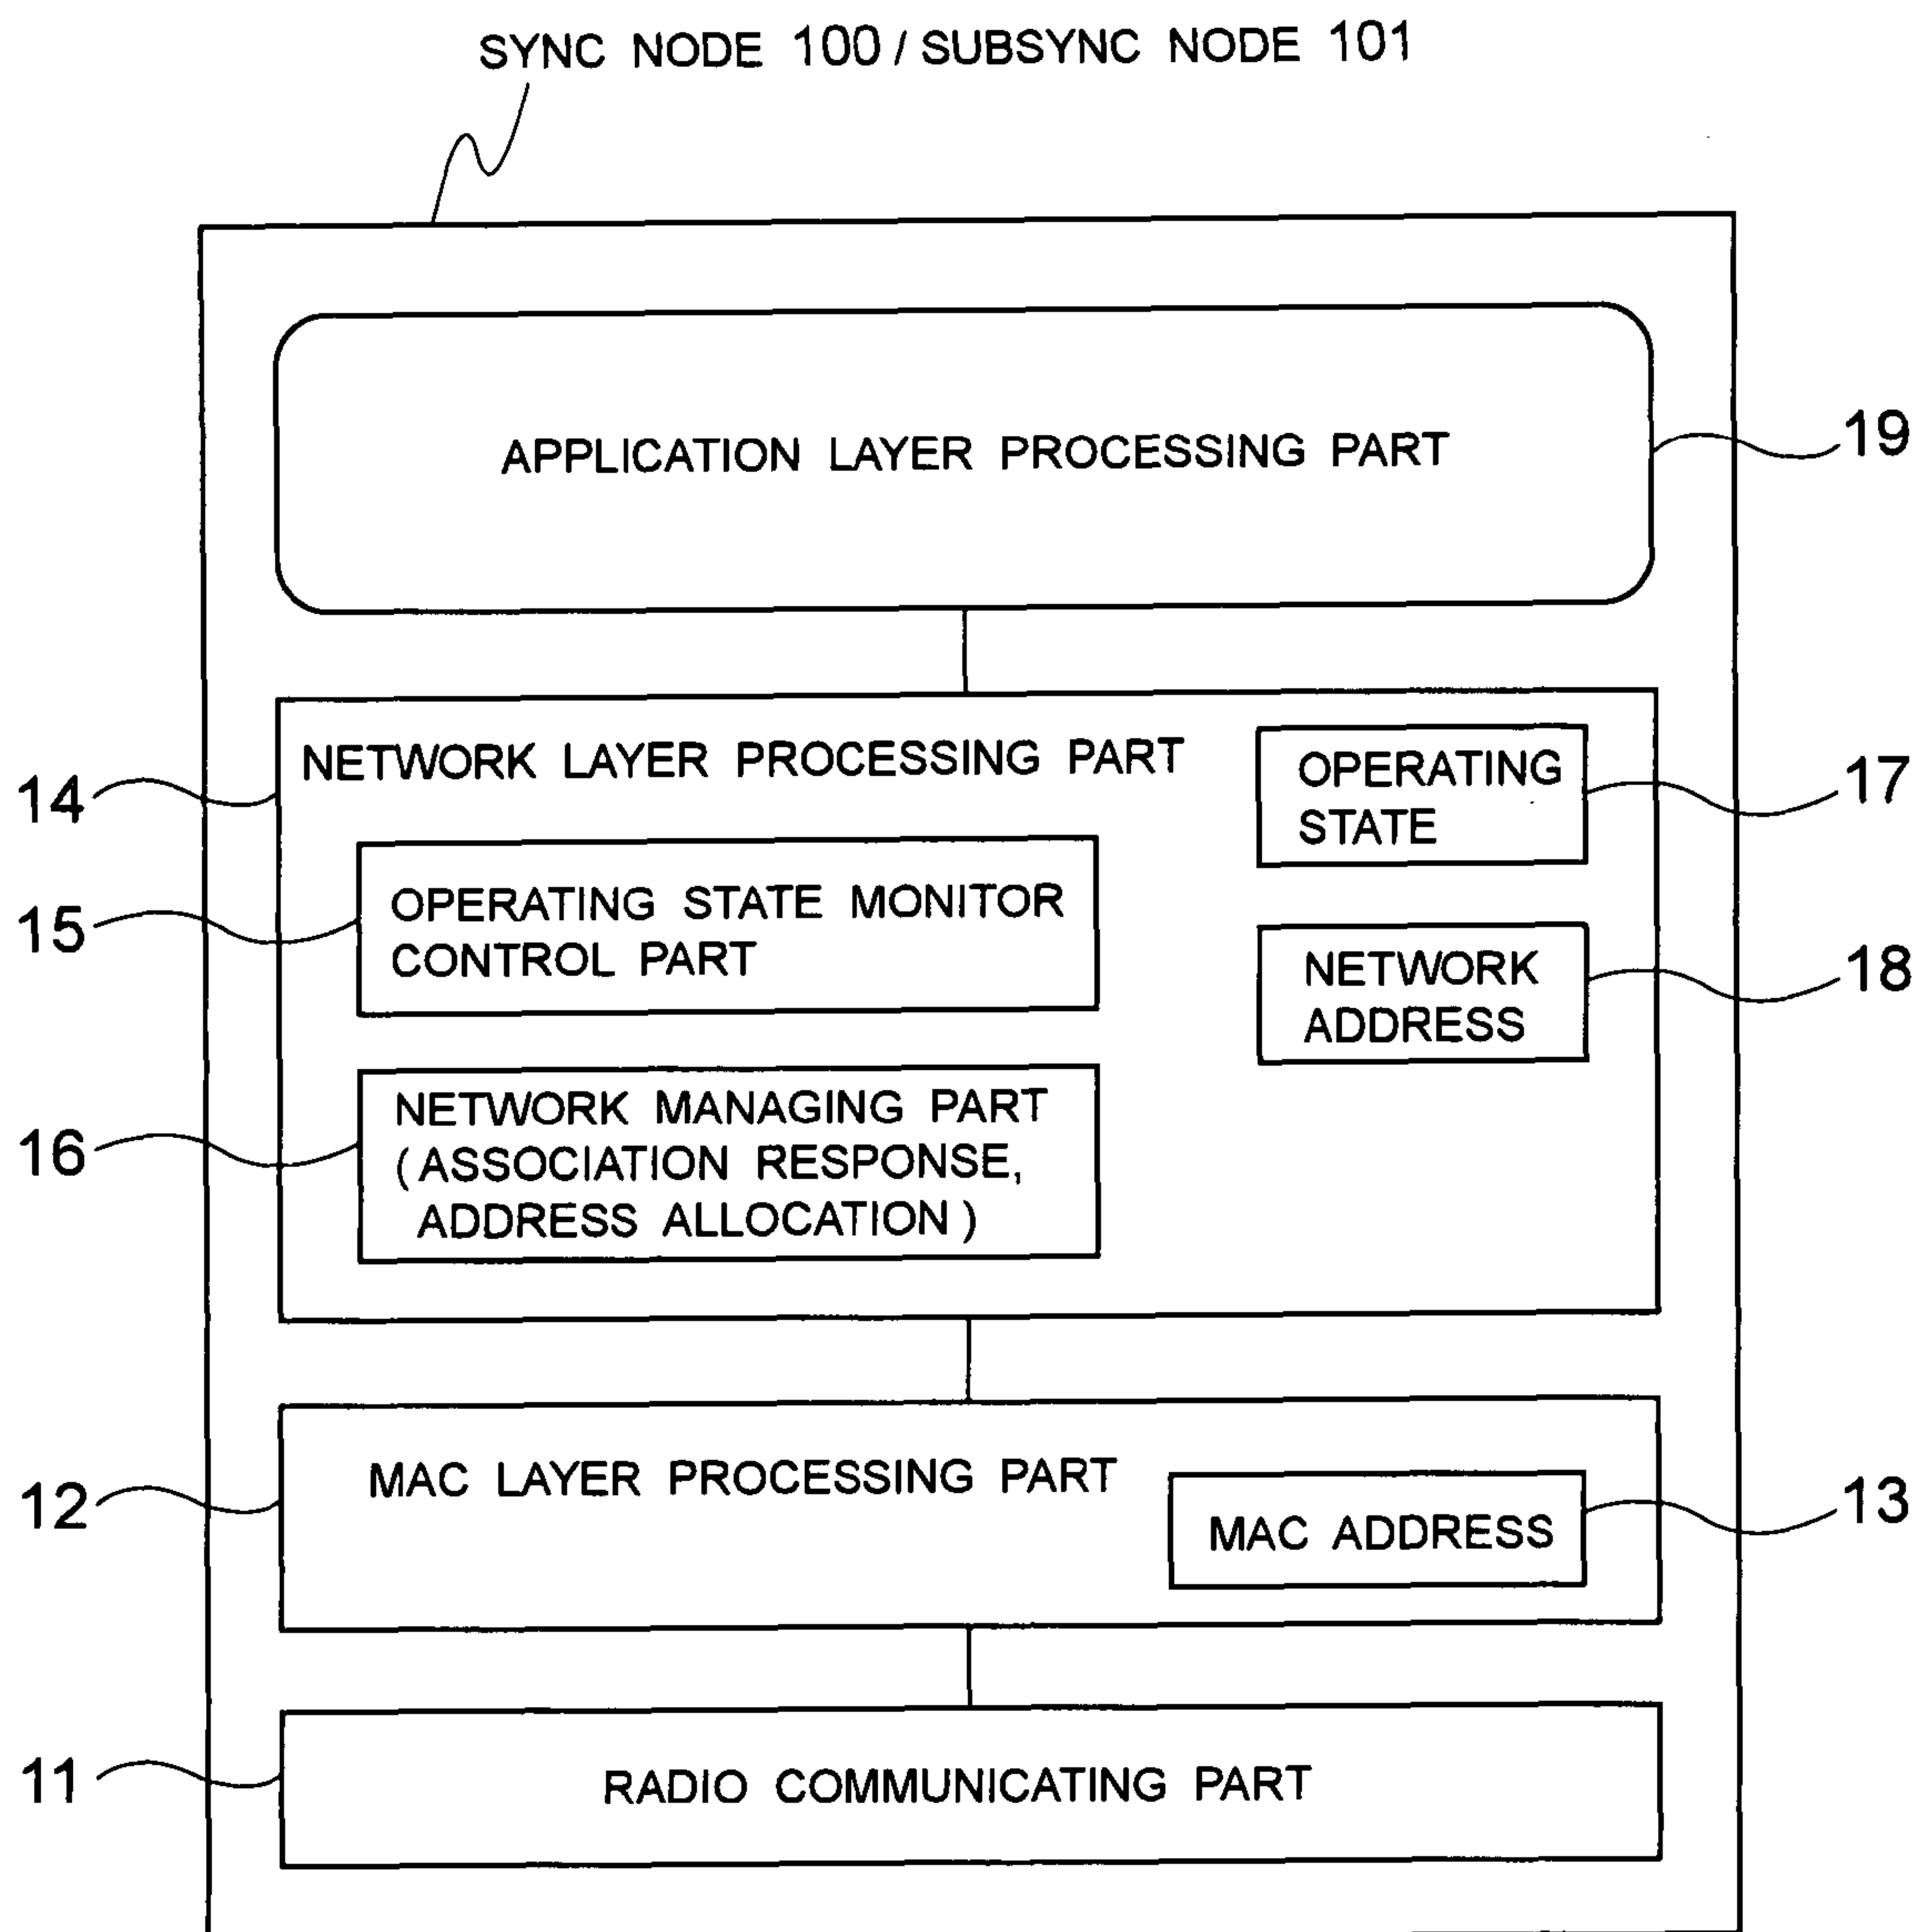 SYNC NODE 100 / SUBSYNC NODE 101
APPLICATION LAYER PROCESSING PART
19
NETWORK LAYER PROCESSING PART
OPERATING
STATE
14
17
OPERATING STATE MONITOR
CONTROL PART
15
NETWORK
ADDRESS
18
NETWORK MANAGING PART
(ASSOCIATION RESPONSE,
ADDRESS ALLOCATION)
16
MAC LAYER PROCESSING PART
12
MAC ADDRESS
13
RADIO COMMUNICATING PART
11